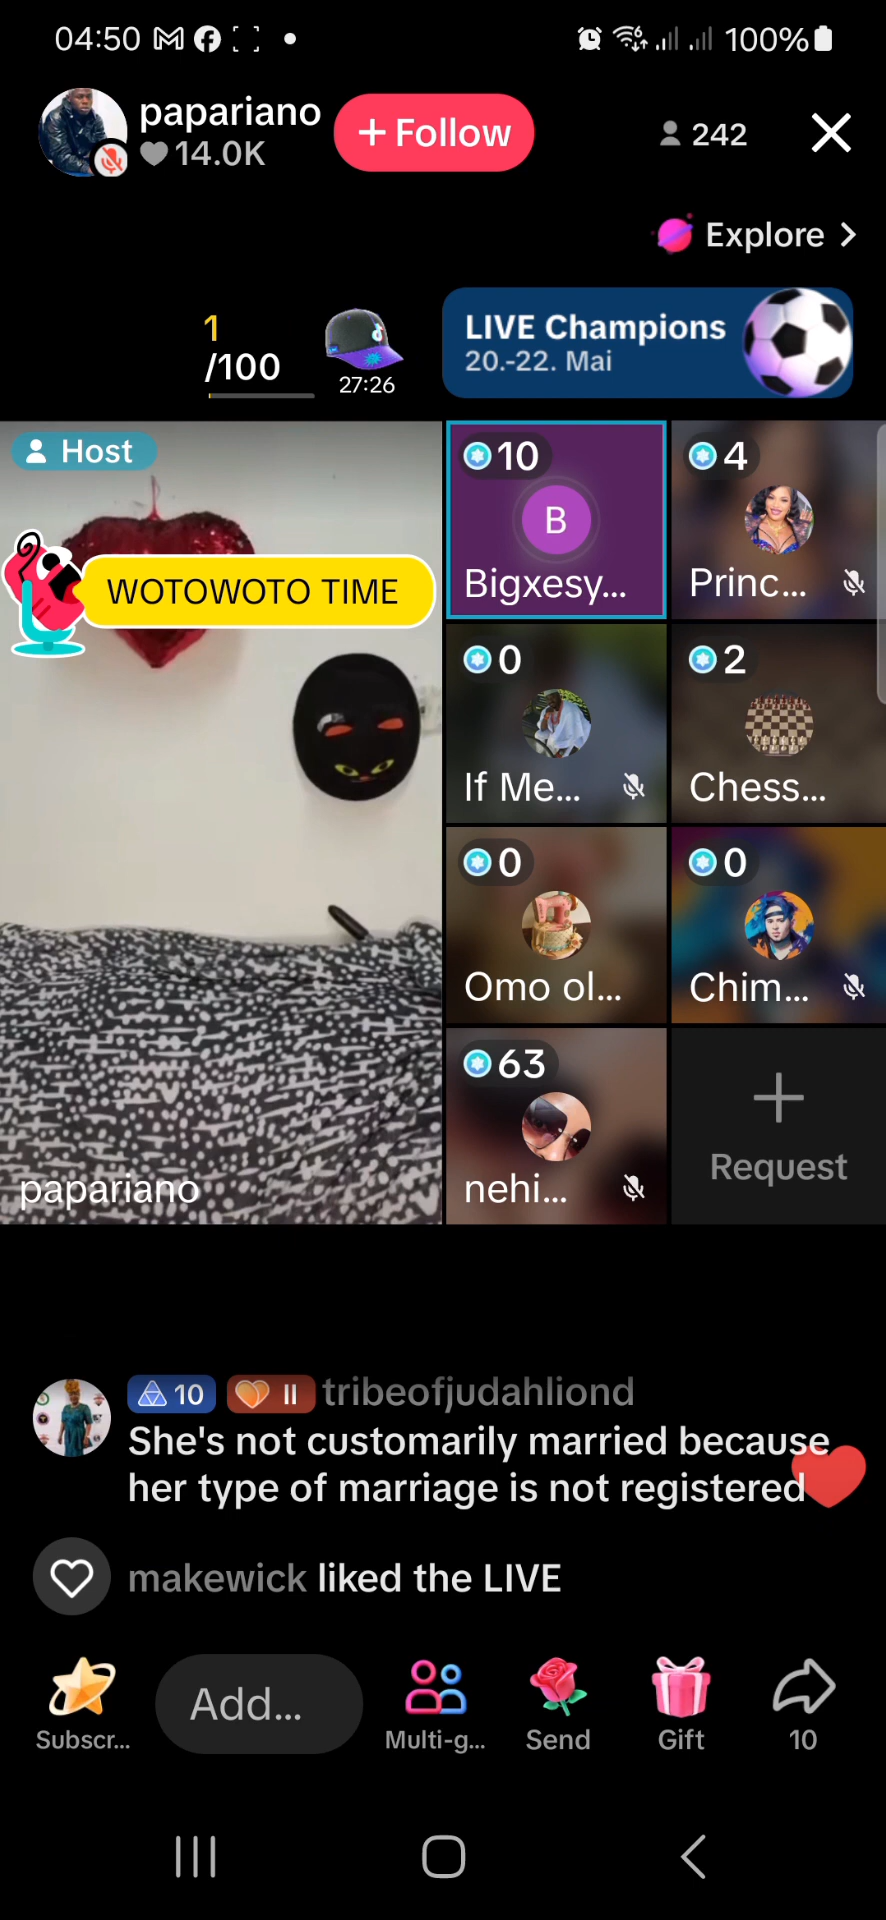 04:50
100%
papariano
+ Follow
14.0K
242
Explore
1
/100
27:26
LIVE Champions
20.-22. Mai
Host
WOTOWOTO TIME
papariano
10
B
Bigxesy...
4
Princ...
0
If Me...
2
Chess...
0
Omo ol...
0
Chim...
63
nehi...
Request
10 II tribeofjudahliond
She's not customarily married because
her type of marriage is not registered
makewick liked the LIVE
Add...
Subscr...
Multi-g...
Send
Gift
10